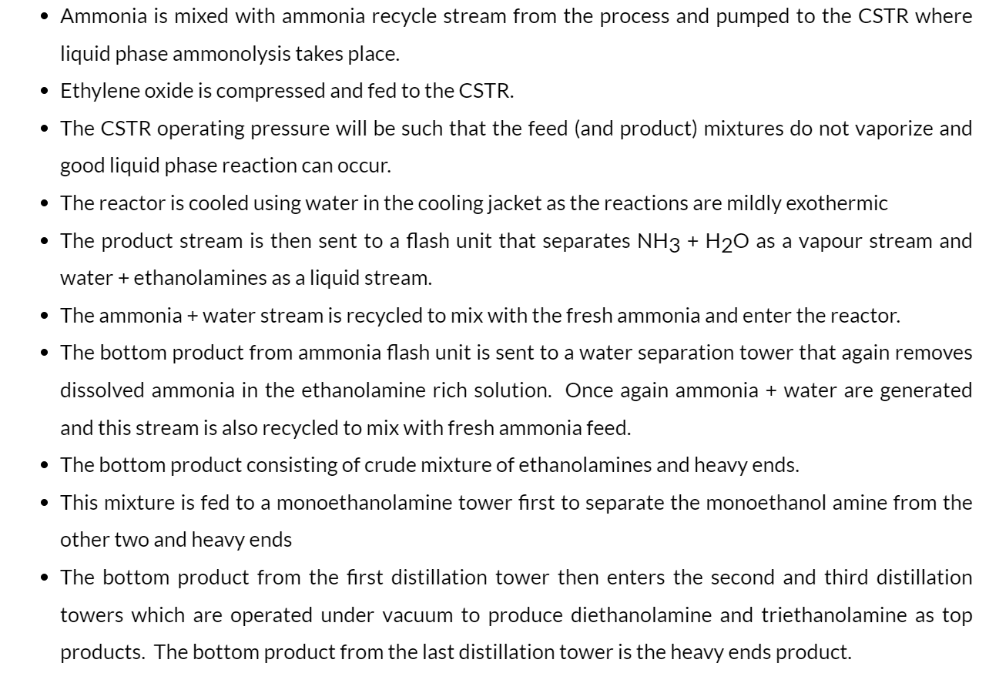 • Ammonia is mixed with ammonia recycle stream from the process and pumped to the CSTR where
liquid phase ammonolysis takes place.
• Ethylene oxide is compressed and fed to the CSTR.
• The CSTR operating pressure will be such that the feed (and product) mixtures do not vaporize and
good liquid phase reaction can occur.
• The reactor is cooled using water in the cooling jacket as the reactions are mildly exothermic
• The product stream is then sent to a flash unit that separates NH3 + H2O as a vapour stream and
water + ethanolamines as a liquid stream.
• The ammonia + water stream is recycled to mix with the fresh ammonia and enter the reactor.
• The bottom product from ammonia flash unit is sent to a water separation tower that again removes
dissolved ammonia in the ethanolamine rich solution. Once again ammonia + water are generated
and this stream is also recycled to mix with fresh ammonia feed.
• The bottom product consisting of crude mixture of ethanolamines and heavy ends.
• This mixture is fed to a monoethanolamine tower first to separate the monoethanol amine from the
other two and heavy ends
• The bottom product from the first distillation tower then enters the second and third distillation
towers which are operated under vacuum to produce diethanolamine and triethanolamine as top
products. The bottom product from the last distillation tower is the heavy ends product.